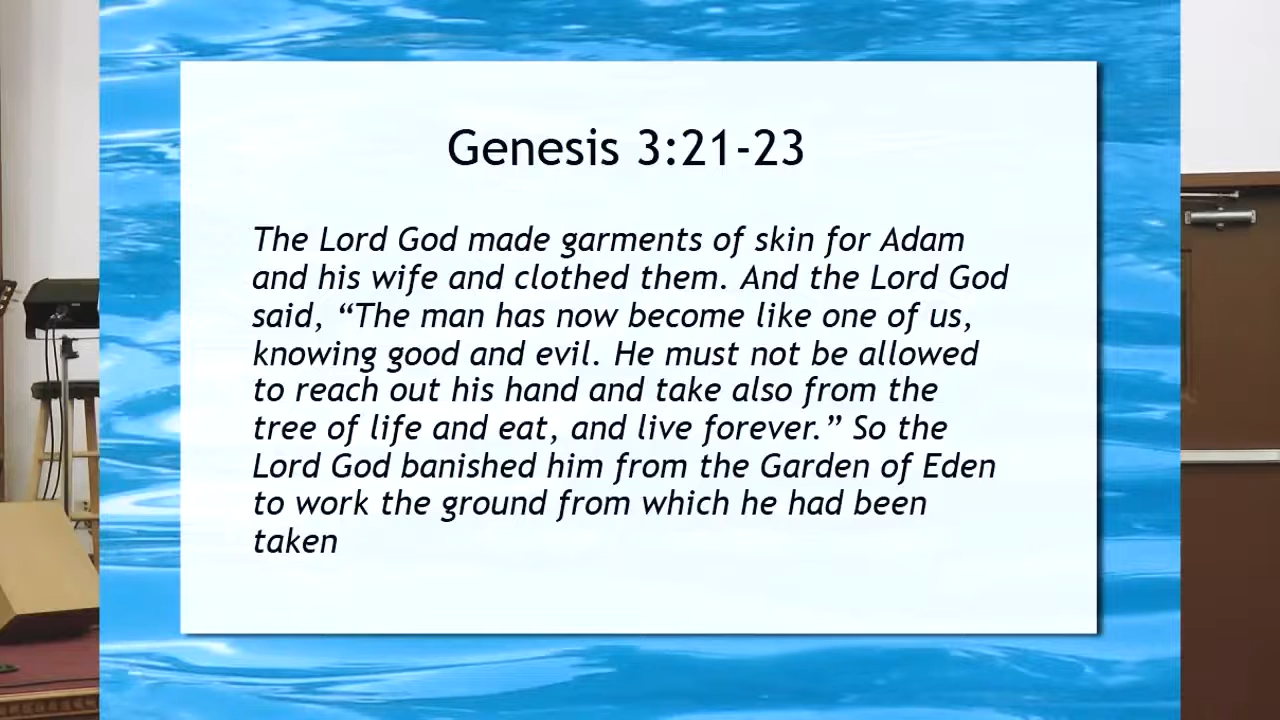 Genesis 3:21-23
The Lord God made garments of skin for Adam
and his wife and clothed them. And the Lord God
said, “The man has now become like one of us,
knowing good and evil. He must not be allowed
to reach out his hand and take also from the
tree of life and eat, and live forever.” So the
Lord God banished him from the Garden of Eden
to work the ground from which he had been
taken